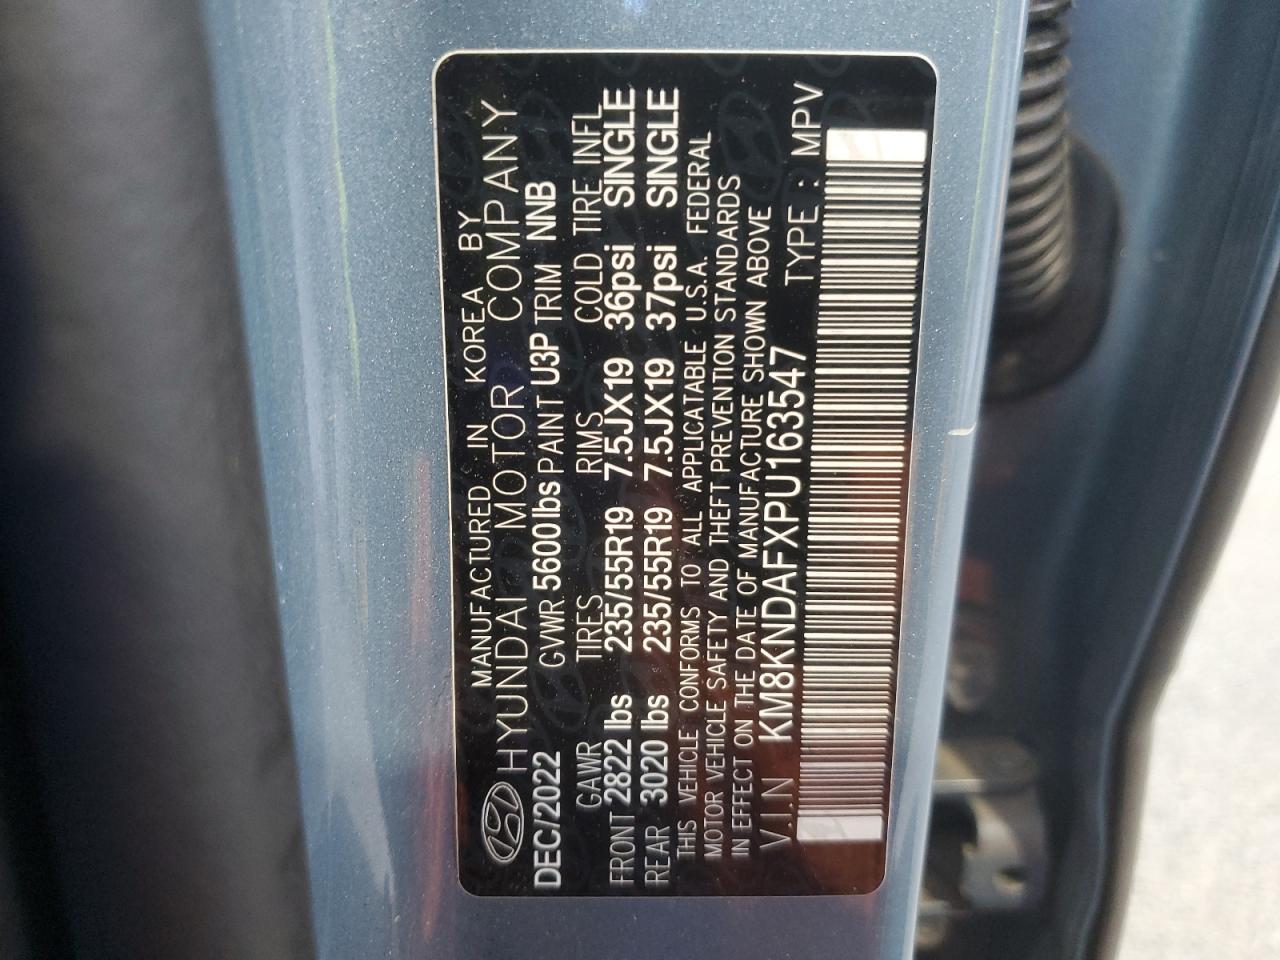 MANUFACTURED IN KOREA BY
HYUNDAI MOTOR COMPANY
DEC/2022 GVWR 5600 lbs PAINT U3P TRIM NNB
GAWR TIRES RIMS COLD TIRE INFL
FRONT 2822 lbs 235/55R19 7.5JX19 36psi SINGLE
REAR 3020 lbs 235/55R19 7.5JX19 37psi SINGLE
THIS VEHICLE CONFORMS TO ALL APPLICATABLE U.S.A. FEDERAL
MOTOR VEHICLE SAFETY AND THEFT PREVENTION STANDARDS
IN EFFECT ON THE DATE OF MANUFACTURE SHOWN ABOVE
V.I.N KM8KNDAFXPU163547 TYPE : MPV